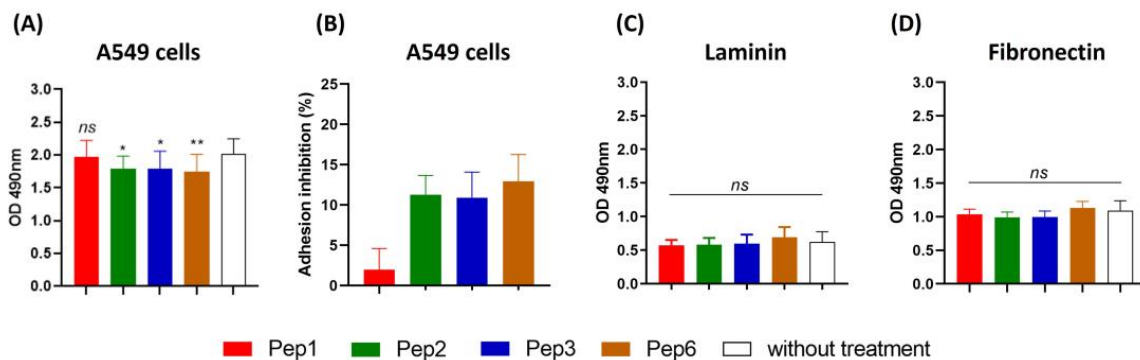 (A)
A549 cells
OD 490nm
3.0
2.5
2.0
1.5
1.0
0.5
0.0
ns
*
*
**
(B)
A549 cells
Adhesion inhibition (%)
25
20
15
10
5
0
(C)
Laminin
OD 490nm
3.0
2.5
2.0
1.5
1.0
0.5
0.0
ns
(D)
Fibronectin
OD 490nm
3.0
2.5
2.0
1.5
1.0
0.5
0.0
ns
Pep1 Pep2 Pep3 Pep6 without treatment